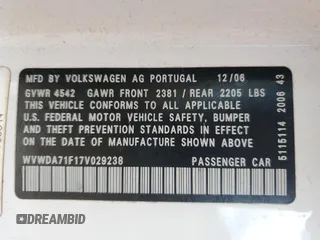 MFD BY VOLKSWAGEN AG PORTUGAL 12/06
GVWR 4542 GAWR FRONT 2381 / REAR 2205 LBS
THIS VEHICLE CONFORMS TO ALL APPLICABLE
U.S. FEDERAL MOTOR VEHICLE SAFETY, BUMPER
AND THEFT PREVENTION STANDARDS IN EFFECT
ON THE DATE OF MANUFACTURE SHOWN ABOVE
WVWDA71F17V029238 PASSENGER CAR
5115114 2006 43
DREAMBID